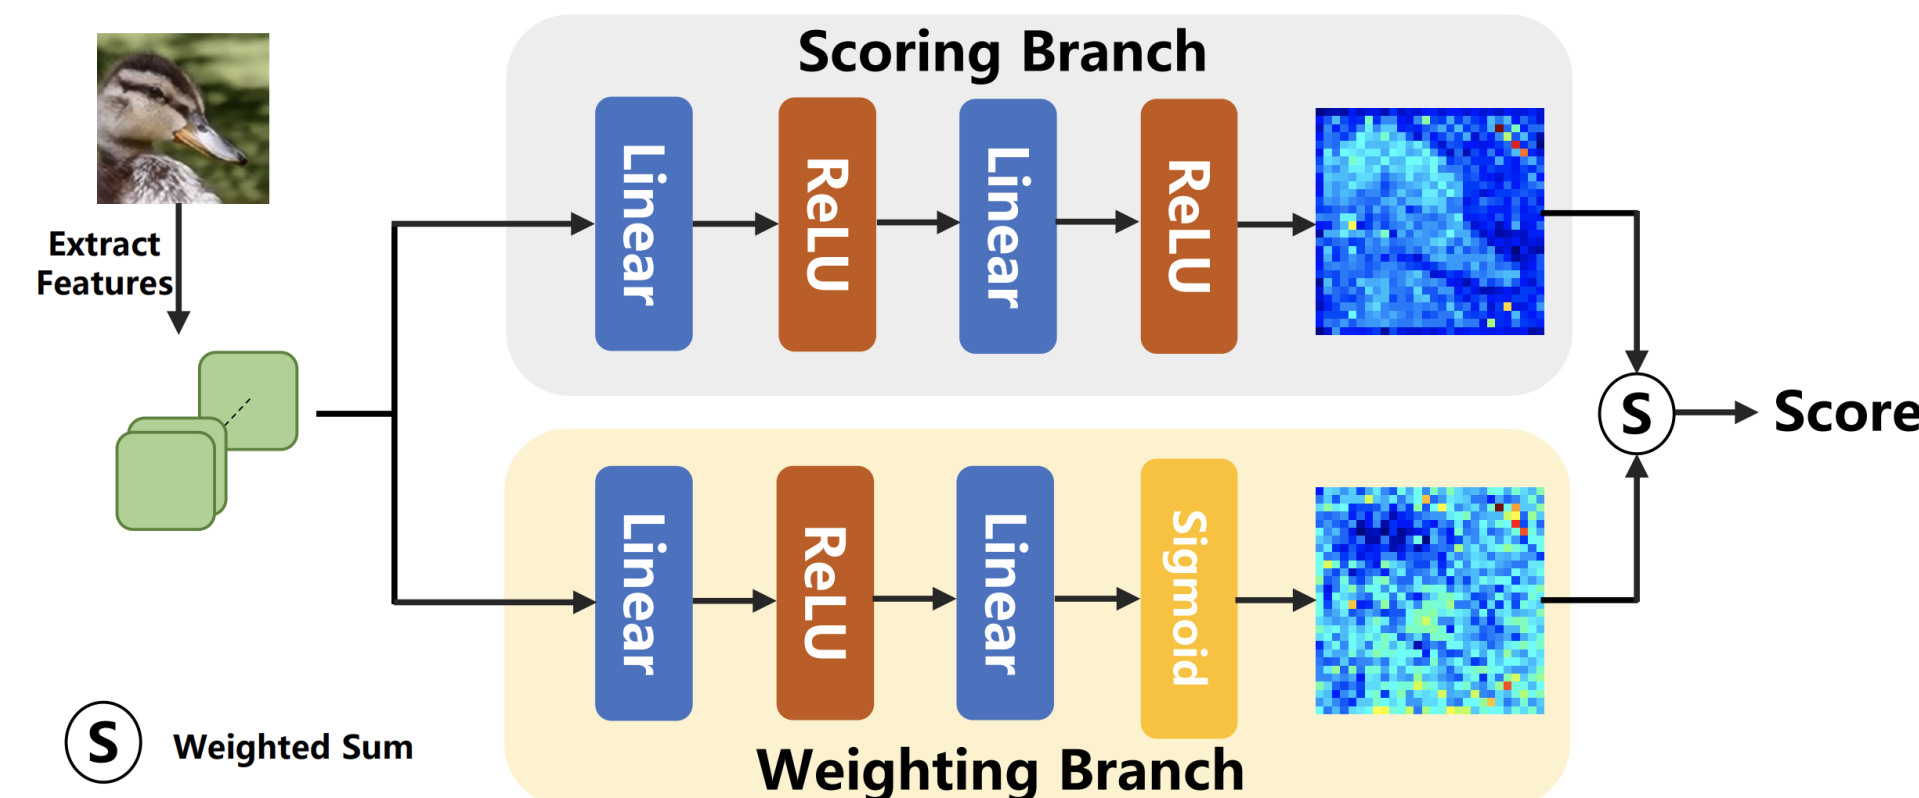 Scoring Branch
Extract
Features
Linear
ReLU
Linear
ReLU
S
Score
Linear
ReLU
Linear
Sigmoid
S
Weighted Sum
Weighting Branch